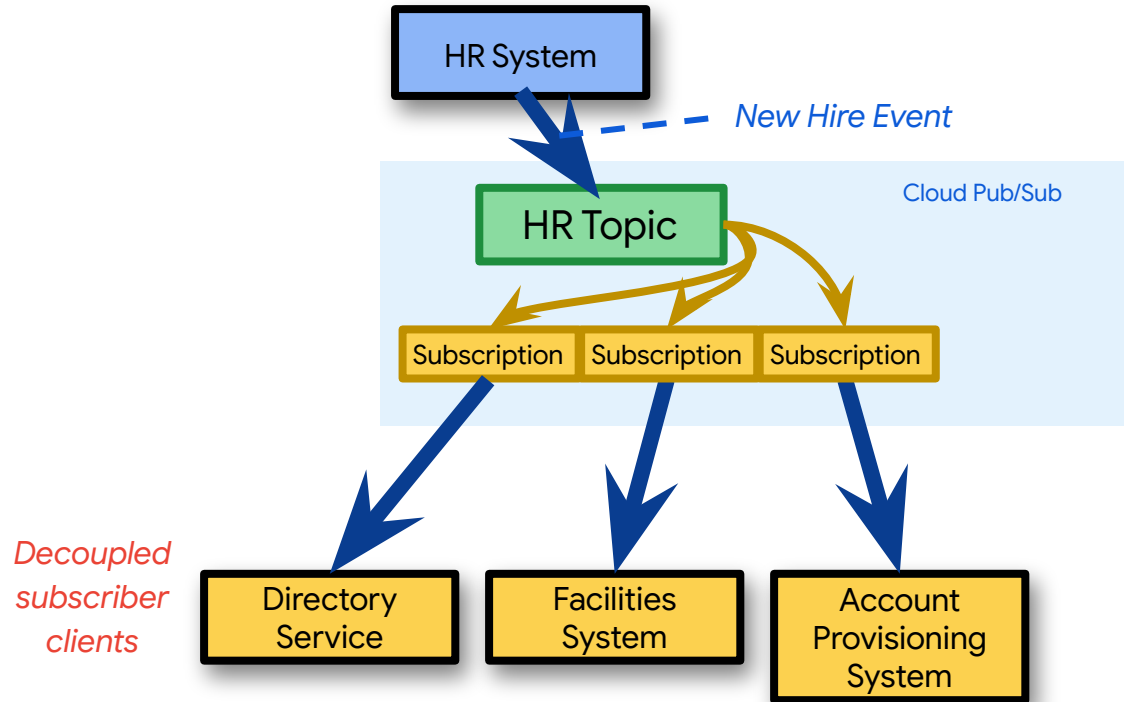 HR System
New Hire Event
Cloud Pub/Sub
HR Topic
Subscription
Subscription
Subscription
Decoupled
subscriber
clients
Directory
Service
Facilities
System
Account
Provisioning
System